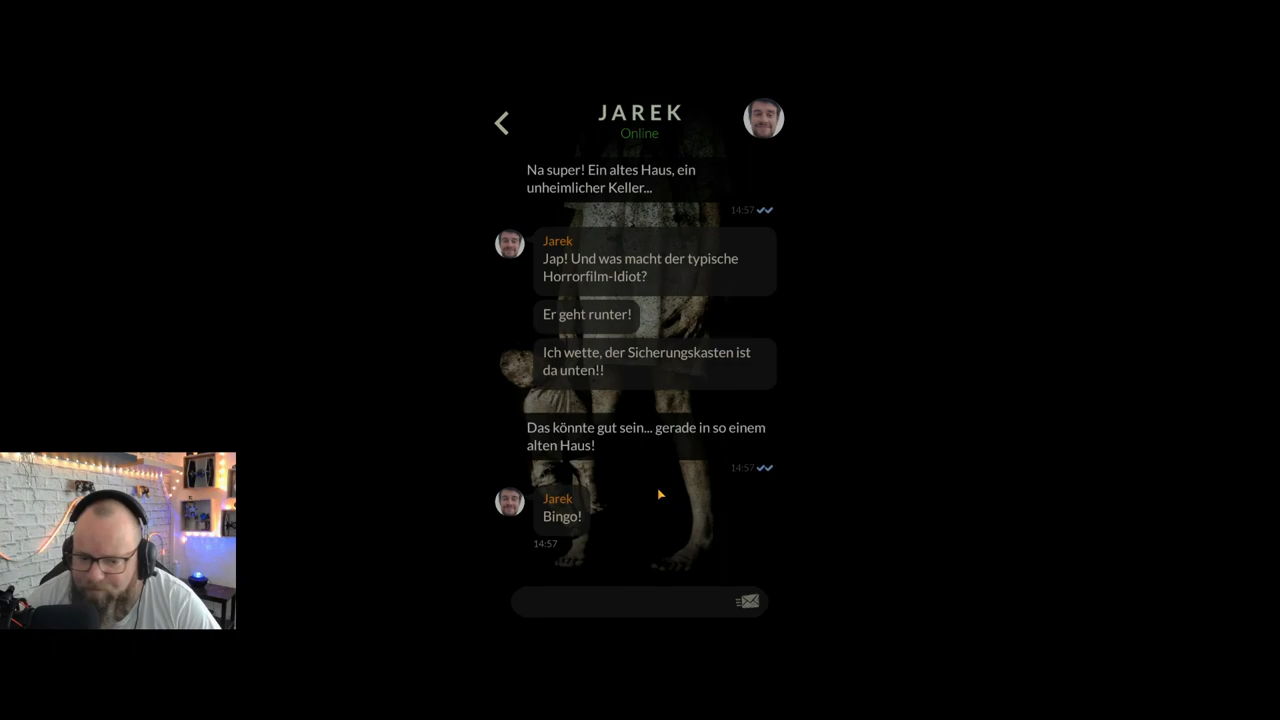 JAREK
Online
Na super! Ein altes Haus, ein
unheimlicher Keller...
14:57
Jarek
Jap! Und was macht der typische
Horrorfilm-Idiot?
Er geht runter!
Ich wette, der Sicherungskasten ist
da unten!!
Das könnte gut sein... gerade in so einem
alten Haus!
14:57
Jarek
Bingo!
14:57